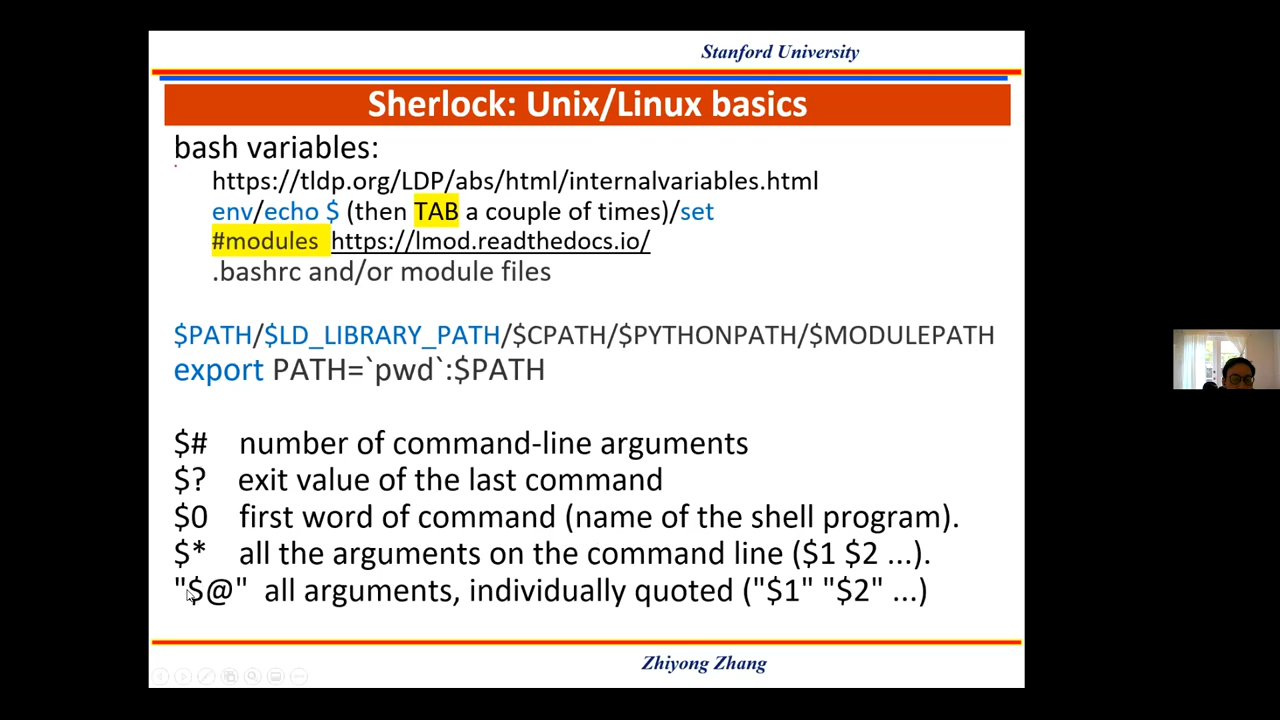 Stanford University
Sherlock: Unix/Linux basics
bash variables:
https://tldp.org/LDP/abs/html/internalvariables.html
env/echo $ (then TAB a couple of times)/set
#modules https://lmod.readthedocs.io/
.bashrc and/or module files
$PATH/$LD_LIBRARY_PATH/$CPATH/$PYTHONPATH/$MODULEPATH
export PATH=`pwd`:$PATH
$# number of command-line arguments
$? exit value of the last command
$0 first word of command (name of the shell program).
$* all the arguments on the command line ($1 $2 ...).
"$@" all arguments, individually quoted ("$1" "$2" ...)
Zhiyong Zhang